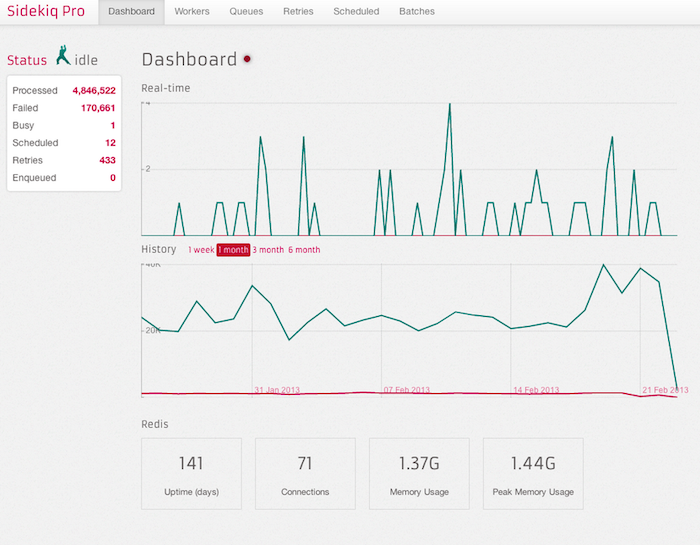 Sidekiq Pro Dashboard Workers Queues Retries Scheduled Batches
Status idle
Processed 4,846,522
Failed 170,661
Busy 1
Scheduled 12
Retries 433
Enqueued 0
Dashboard
Real-time
4
2
History 1 week 1 month 3 month 6 month
40K
20K
31 Jan 2013 07 Feb 2013 14 Feb 2013 21 Feb 2013
Redis
141 71 1.37G 1.44G
Uptime (days) Connections Memory Usage Peak Memory Usage